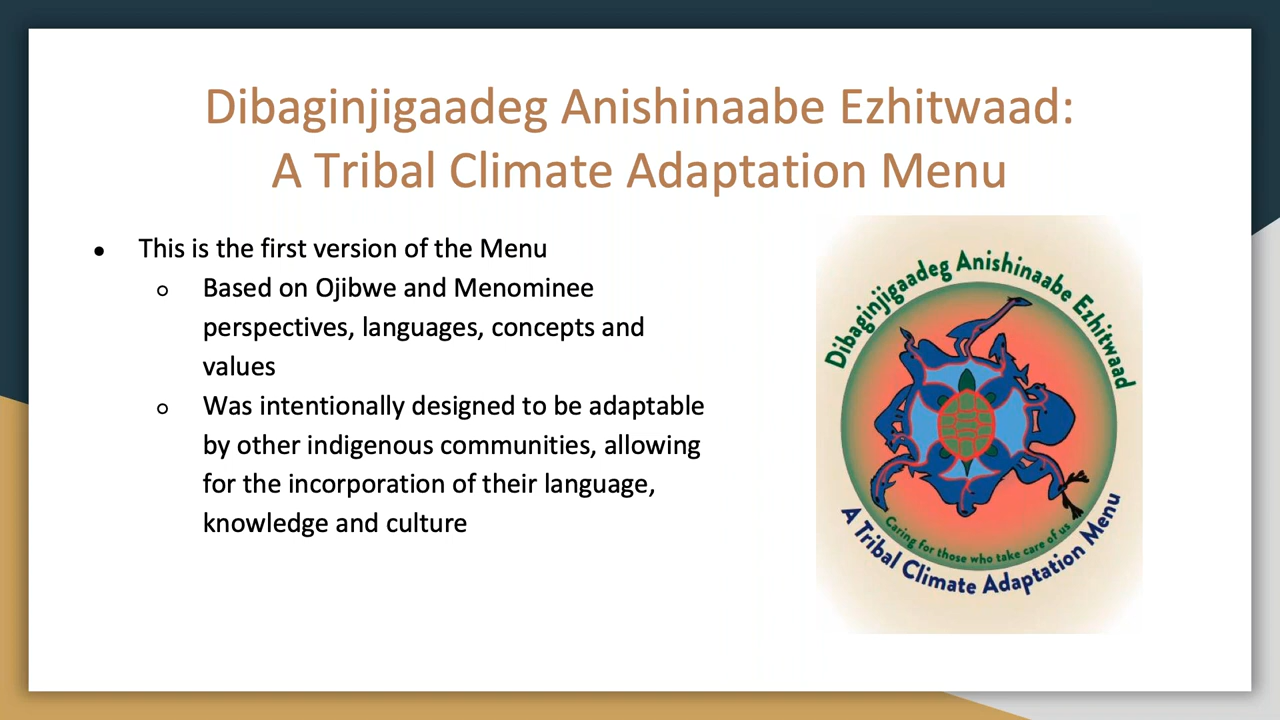 Dibaginjigaadeg Anishinaabe Ezhitwaad:
A Tribal Climate Adaptation Menu
● This is the first version of the Menu
○ Based on Ojibwe and Menominee
perspectives, languages, concepts and
values
○ Was intentionally designed to be adaptable
by other indigenous communities, allowing
for the incorporation of their language,
knowledge and culture
Dibaginjigaadeg Anishinaabe Ezhitwaad
Caring for those who take care of us
A Tribal Climate Adaptation Menu